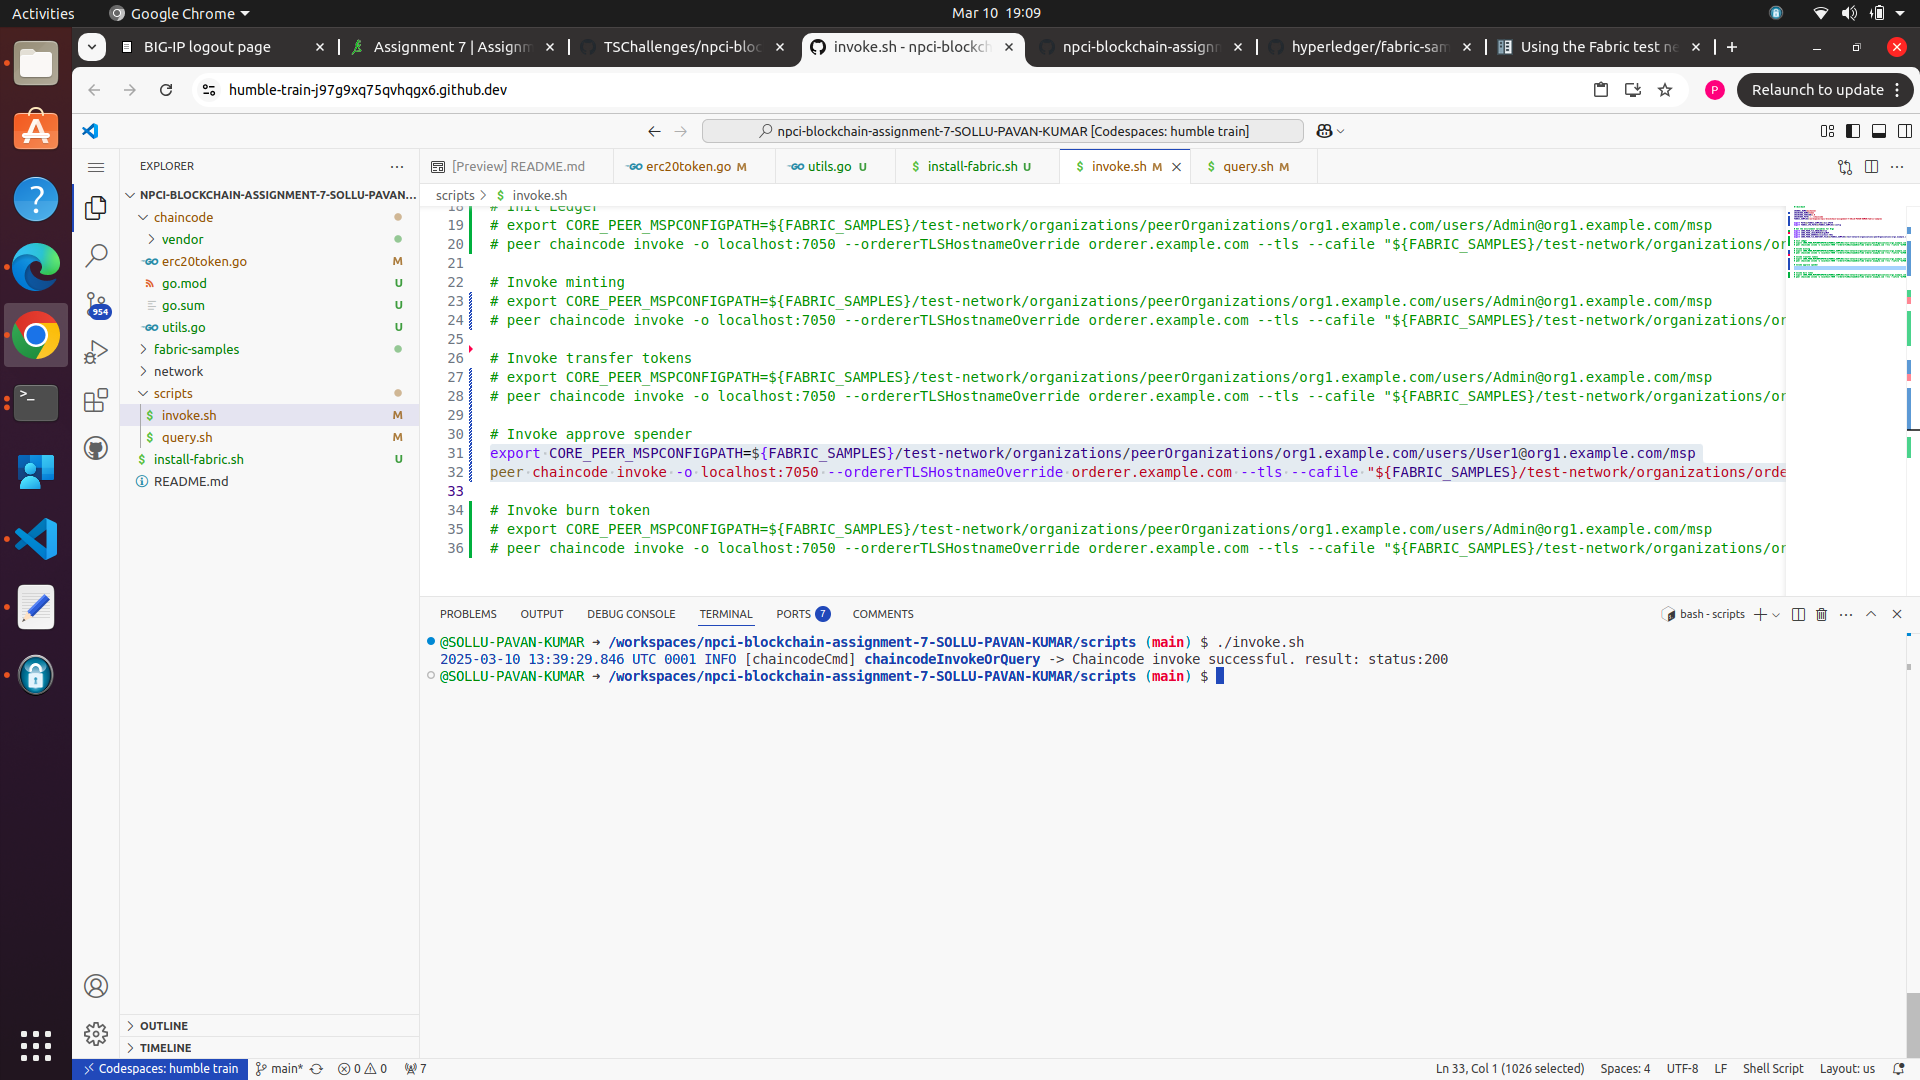 Activities
Google Chrome
Mar 10 19:09
BIG-IP logout page
Assignment 7 | Assignm
TSChallenges/npci-bloc
invoke.sh - npci-blockch
npci-blockchain-assignm
hyperledger/fabric-sam
Using the Fabric test ne
humble-train-j97g9xq75qvhqgx6.github.dev
P
Relaunch to update
npci-blockchain-assignment-7-SOLLU-PAVAN-KUMAR [Codespaces: humble train]
EXPLORER
[Preview] README.md
erc20token.go M
utils.go U
install-fabric.sh U
invoke.sh M
query.sh M
NPCI-BLOCKCHAIN-ASSIGNMENT-7-SOLLU-PAVAN...
scripts > $ invoke.sh
chaincode
vendor
erc20token.go M
go.mod U
go.sum U
utils.go U
fabric-samples
network
scripts
$ invoke.sh M
$ query.sh M
$ install-fabric.sh U
README.md
954
OUTLINE
TIMELINE
18 # Init Ledger
19 # export CORE_PEER_MSPCONFIGPATH=${FABRIC_SAMPLES}/test-network/organizations/peerOrganizations/org1.example.com/users/Admin@org1.example.com/msp
20 # peer chaincode invoke -o localhost:7050 --ordererTLSHostnameOverride orderer.example.com --tls --cafile "${FABRIC_SAMPLES}/test-network/organizations/or
21
22 # Invoke minting
23 # export CORE_PEER_MSPCONFIGPATH=${FABRIC_SAMPLES}/test-network/organizations/peerOrganizations/org1.example.com/users/Admin@org1.example.com/msp
24 # peer chaincode invoke -o localhost:7050 --ordererTLSHostnameOverride orderer.example.com --tls --cafile "${FABRIC_SAMPLES}/test-network/organizations/or
25
26 # Invoke transfer tokens
27 # export CORE_PEER_MSPCONFIGPATH=${FABRIC_SAMPLES}/test-network/organizations/peerOrganizations/org1.example.com/users/Admin@org1.example.com/msp
28 # peer chaincode invoke -o localhost:7050 --ordererTLSHostnameOverride orderer.example.com --tls --cafile "${FABRIC_SAMPLES}/test-network/organizations/or
29
30 # Invoke approve spender
31 export CORE_PEER_MSPCONFIGPATH=${FABRIC_SAMPLES}/test-network/organizations/peerOrganizations/org1.example.com/users/User1@org1.example.com/msp
32 peer chaincode invoke -o localhost:7050 --ordererTLSHostnameOverride orderer.example.com --tls --cafile "${FABRIC_SAMPLES}/test-network/organizations/orde
33
34 # Invoke burn token
35 # export CORE_PEER_MSPCONFIGPATH=${FABRIC_SAMPLES}/test-network/organizations/peerOrganizations/org1.example.com/users/Admin@org1.example.com/msp
36 # peer chaincode invoke -o localhost:7050 --ordererTLSHostnameOverride orderer.example.com --tls --cafile "${FABRIC_SAMPLES}/test-network/organizations/or
PROBLEMS OUTPUT DEBUG CONSOLE TERMINAL PORTS 7 COMMENTS
bash - scripts
@SOLLU-PAVAN-KUMAR → /workspaces/npci-blockchain-assignment-7-SOLLU-PAVAN-KUMAR/scripts (main) $ ./invoke.sh
2025-03-10 13:39:29.846 UTC 0001 INFO [chaincodeCmd] chaincodeInvokeOrQuery -> Chaincode invoke successful. result: status:200
@SOLLU-PAVAN-KUMAR → /workspaces/npci-blockchain-assignment-7-SOLLU-PAVAN-KUMAR/scripts (main) $
Codespaces: humble train
main*
0 0
7
Ln 33, Col 1 (1026 selected)
Spaces: 4
UTF-8
LF
Shell Script
Layout: us